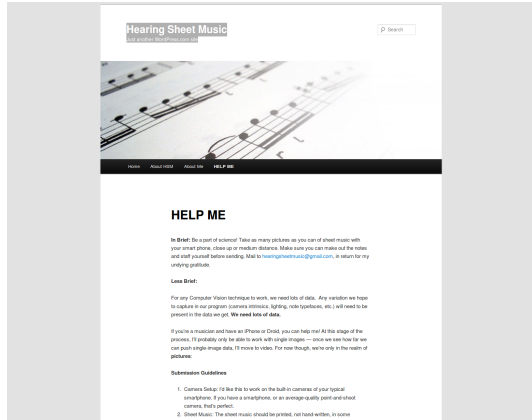 Hearing Sheet Music
Just another WordPress.com site
Search
Home About HSM About Me HELP ME
HELP ME
In Brief: Be a part of science! Take as many pictures as you can of sheet music with
your smart phone, close up or medium distance. Make sure you can make out the notes
and staff yourself before sending. Mail to hearingsheetmusic@gmail.com, in return for my
undying gratitude.
Less Brief:
For any Computer Vision technique to work, we need lots of data. Any variation we hope
to capture in our program (camera intrinsics, lighting, note typefaces, etc.) will need to be
present in the data we get. We need lots of data.
If you're a musician and have an iPhone or Droid, you can help me! At this stage of the
process, I'll probably only be able to work with single images — once we see how far we
can push single-image data, I'll move to video. For now though, we're only in the realm of
pictures:
Submission Guidelines
1. Camera Setup: I'd like this to work on the built-in cameras of your typical
smartphone. If you have a smartphone, or an average-quality point-and-shoot
camera, that's perfect.
2. Sheet Music: The sheet music should be printed, not hand-written, in some